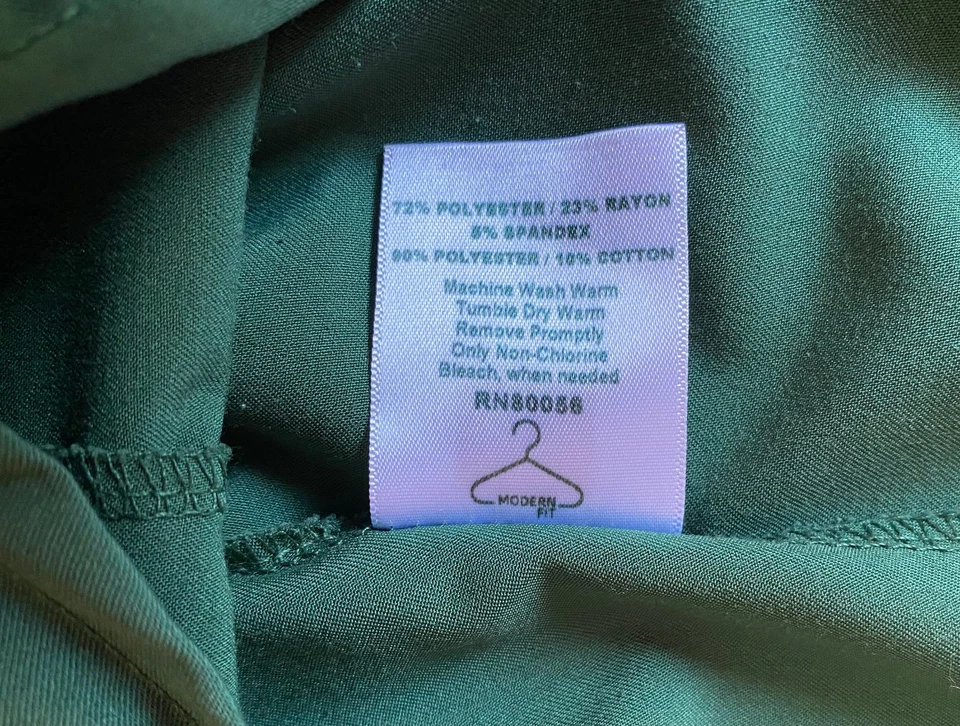 72% POLYESTER / 23% RAYON
5% SPANDEX
90% POLYESTER / 10% COTTON
Machine Wash Warm
Tumble Dry Warm
Remove Promptly
Only Non-Chlorine
Bleach, when needed
RN80056
MODERN
FIT